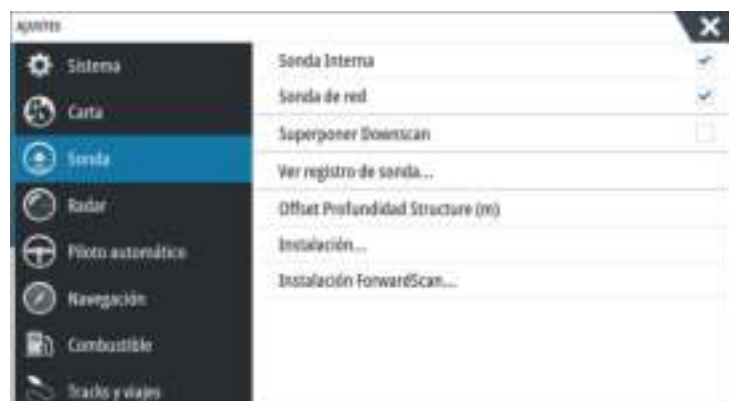 AJUSTES
Sistema
Carta
Sonda
Radar
Piloto automático
Navegación
Combustible
Tracks y viajes
Sonda Interna
Sonda de red
Superponer Downscan
Ver registro de sonda...
Offset Profundidad Structure (m)
Instalación...
Instalación ForwardScan...